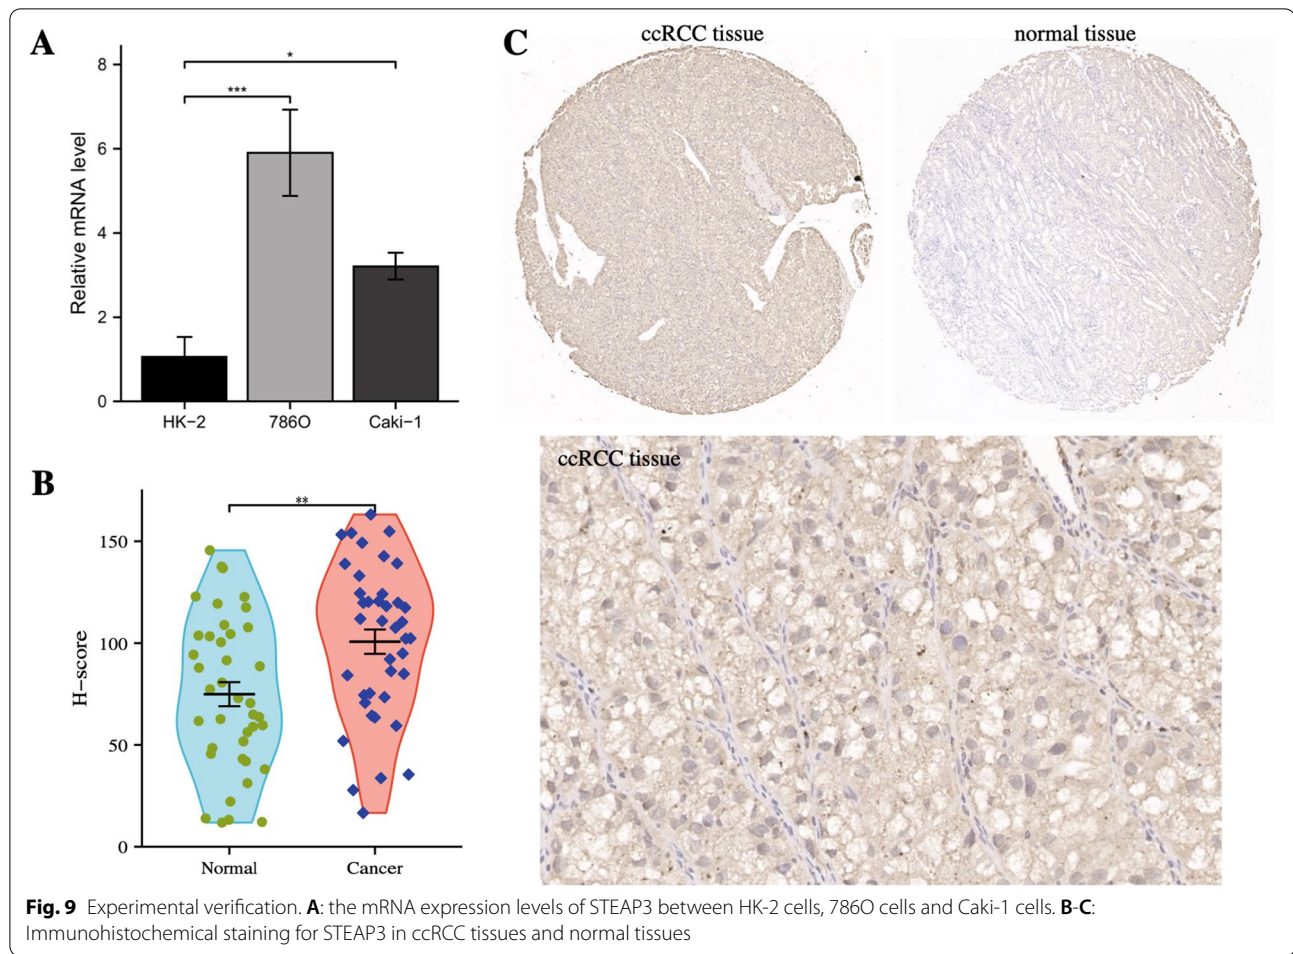 A
8
6
4
2
0
Relative mRNA level
*
***
HK−2 786O Caki−1
B
150
100
50
0
H−score
**
Normal Cancer
C
ccRCC tissue normal tissue
ccRCC tissue
Fig. 9 Experimental verification. A: the mRNA expression levels of STEAP3 between HK-2 cells, 786O cells and Caki-1 cells. B-C:
Immunohistochemical staining for STEAP3 in ccRCC tissues and normal tissues